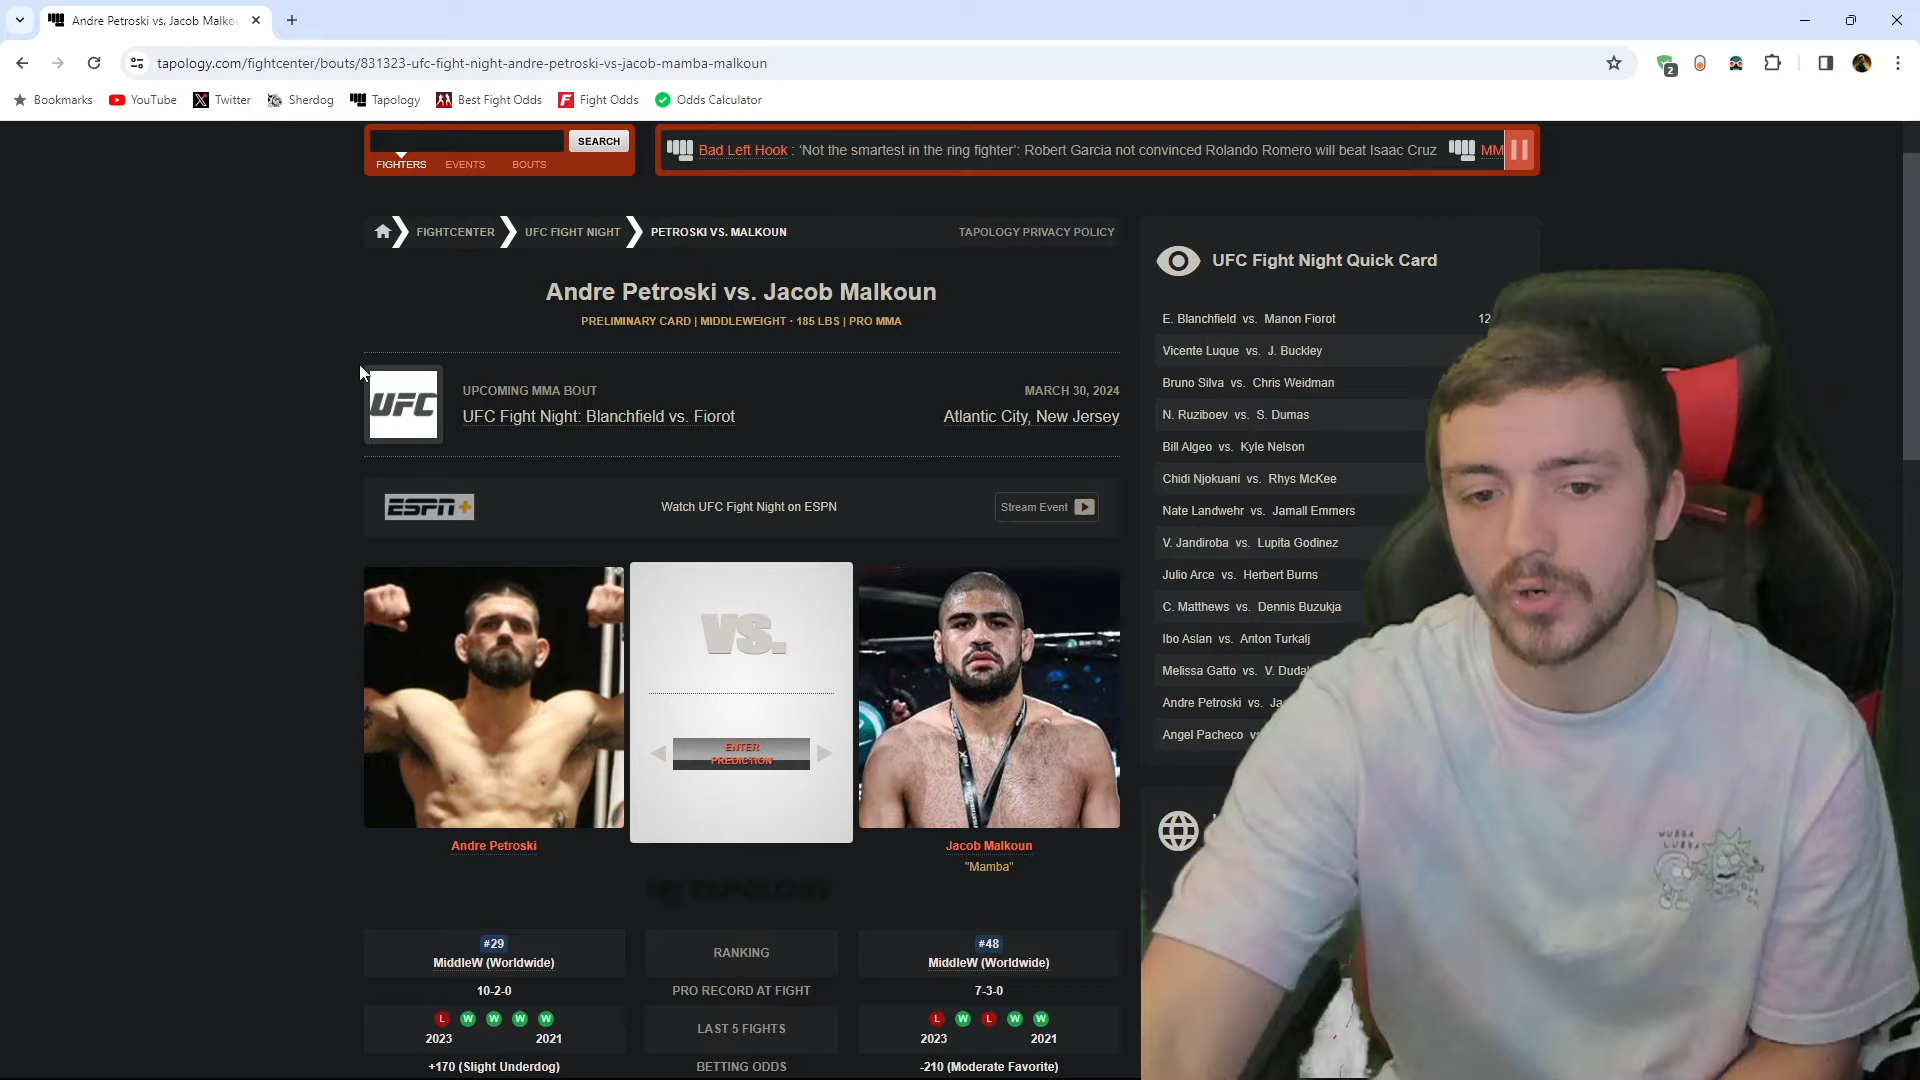 Andre Petroski vs. Jacob Malko
tapology.com/fightcenter/bouts/831323-ufc-fight-night-andre-petroski-vs-jacob-mamba-malkoun
2
Bookmarks YouTube Twitter Sherdog Tapology Best Fight Odds Fight Odds Odds Calculator
SEARCH
FIGHTERS EVENTS BOUTS
Bad Left Hook : 'Not the smartest in the ring fighter': Robert Garcia not convinced Rolando Romero will beat Isaac Cruz MM
FIGHTCENTER UFC FIGHT NIGHT PETROSKI VS. MALKOUN TAPOLOGY PRIVACY POLICY
Andre Petroski vs. Jacob Malkoun
PRELIMINARY CARD | MIDDLEWEIGHT · 185 LBS | PRO MMA
UFC
UPCOMING MMA BOUT
UFC Fight Night: Blanchfield vs. Fiorot
MARCH 30, 2024
Atlantic City, New Jersey
ESPN+
Watch UFC Fight Night on ESPN
Stream Event
VS.
ENTER
PREDICTION
Andre Petroski
Jacob Malkoun
"Mamba"
#29
MiddleW (Worldwide)
RANKING
#48
MiddleW (Worldwide)
10-2-0 PRO RECORD AT FIGHT 7-3-0
L W W W W
2023 2021
LAST 5 FIGHTS
L W L W W
2023 2021
+170 (Slight Underdog) BETTING ODDS -210 (Moderate Favorite)
UFC Fight Night Quick Card
E. Blanchfield vs. Manon Fiorot 12
Vicente Luque vs. J. Buckley
Bruno Silva vs. Chris Weidman
N. Ruziboev vs. S. Dumas
Bill Algeo vs. Kyle Nelson
Chidi Njokuani vs. Rhys McKee
Nate Landwehr vs. Jamall Emmers
V. Jandiroba vs. Lupita Godinez
Julio Arce vs. Herbert Burns
C. Matthews vs. Dennis Buzukja
Ibo Aslan vs. Anton Turkalj
Melissa Gatto vs. V. Duda
Andre Petroski vs. Ja
Angel Pacheco v
WUBBA
LUBBA